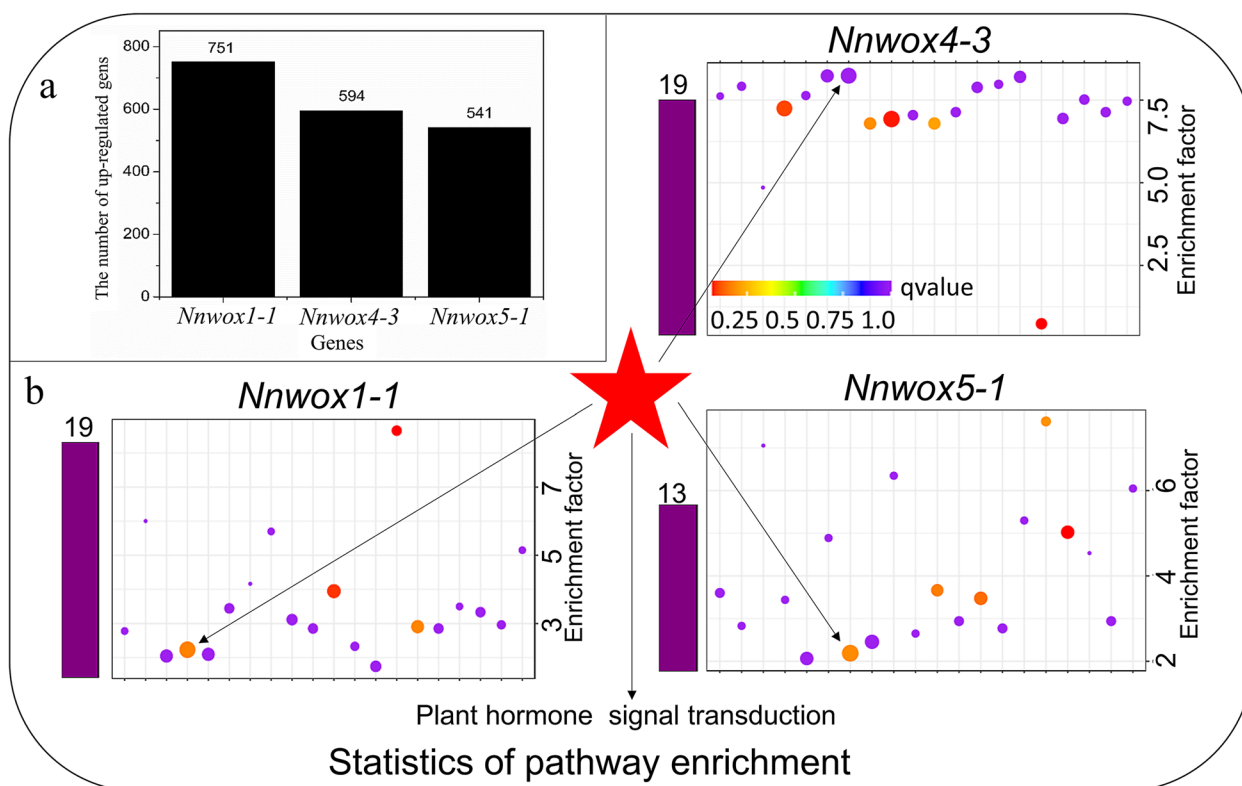 a
The number of up-regulated gens
800
600
400
200
0
751
594
541
Nnwox1-1 Nnwox4-3 Nnwox5-1
Genes
Nnwox4-3
19
7.5
5.0
2.5
Enrichment factor
qvalue
0.25 0.5 0.75 1.0
b
Nnwox1-1
19
7
5
3
Enrichment factor
Nnwox5-1
13
6
4
2
Enrichment factor
Plant hormone signal transduction
Statistics of pathway enrichment